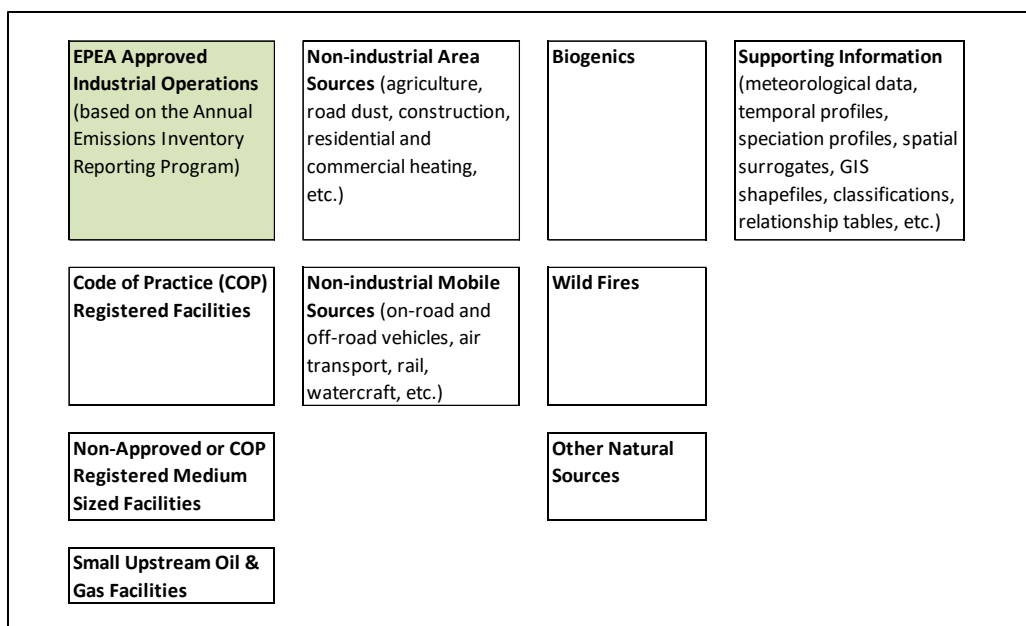 EPEA Approved
Industrial Operations
(based on the Annual
Emissions Inventory
Reporting Program)
Non-industrial Area
Sources (agriculture,
road dust, construction,
residential and
commercial heating,
etc.)
Biogenics
Supporting Information
(meteorological data,
temporal profiles,
speciation profiles, spatial
surrogates, GIS
shapefiles, classifications,
relationship tables, etc.)
Code of Practice (COP)
Registered Facilities
Non-industrial Mobile
Sources (on-road and
off-road vehicles, air
transport, rail,
watercraft, etc.)
Wild Fires
Non-Approved or COP
Registered Medium
Sized Facilities
Other Natural
Sources
Small Upstream Oil &
Gas Facilities